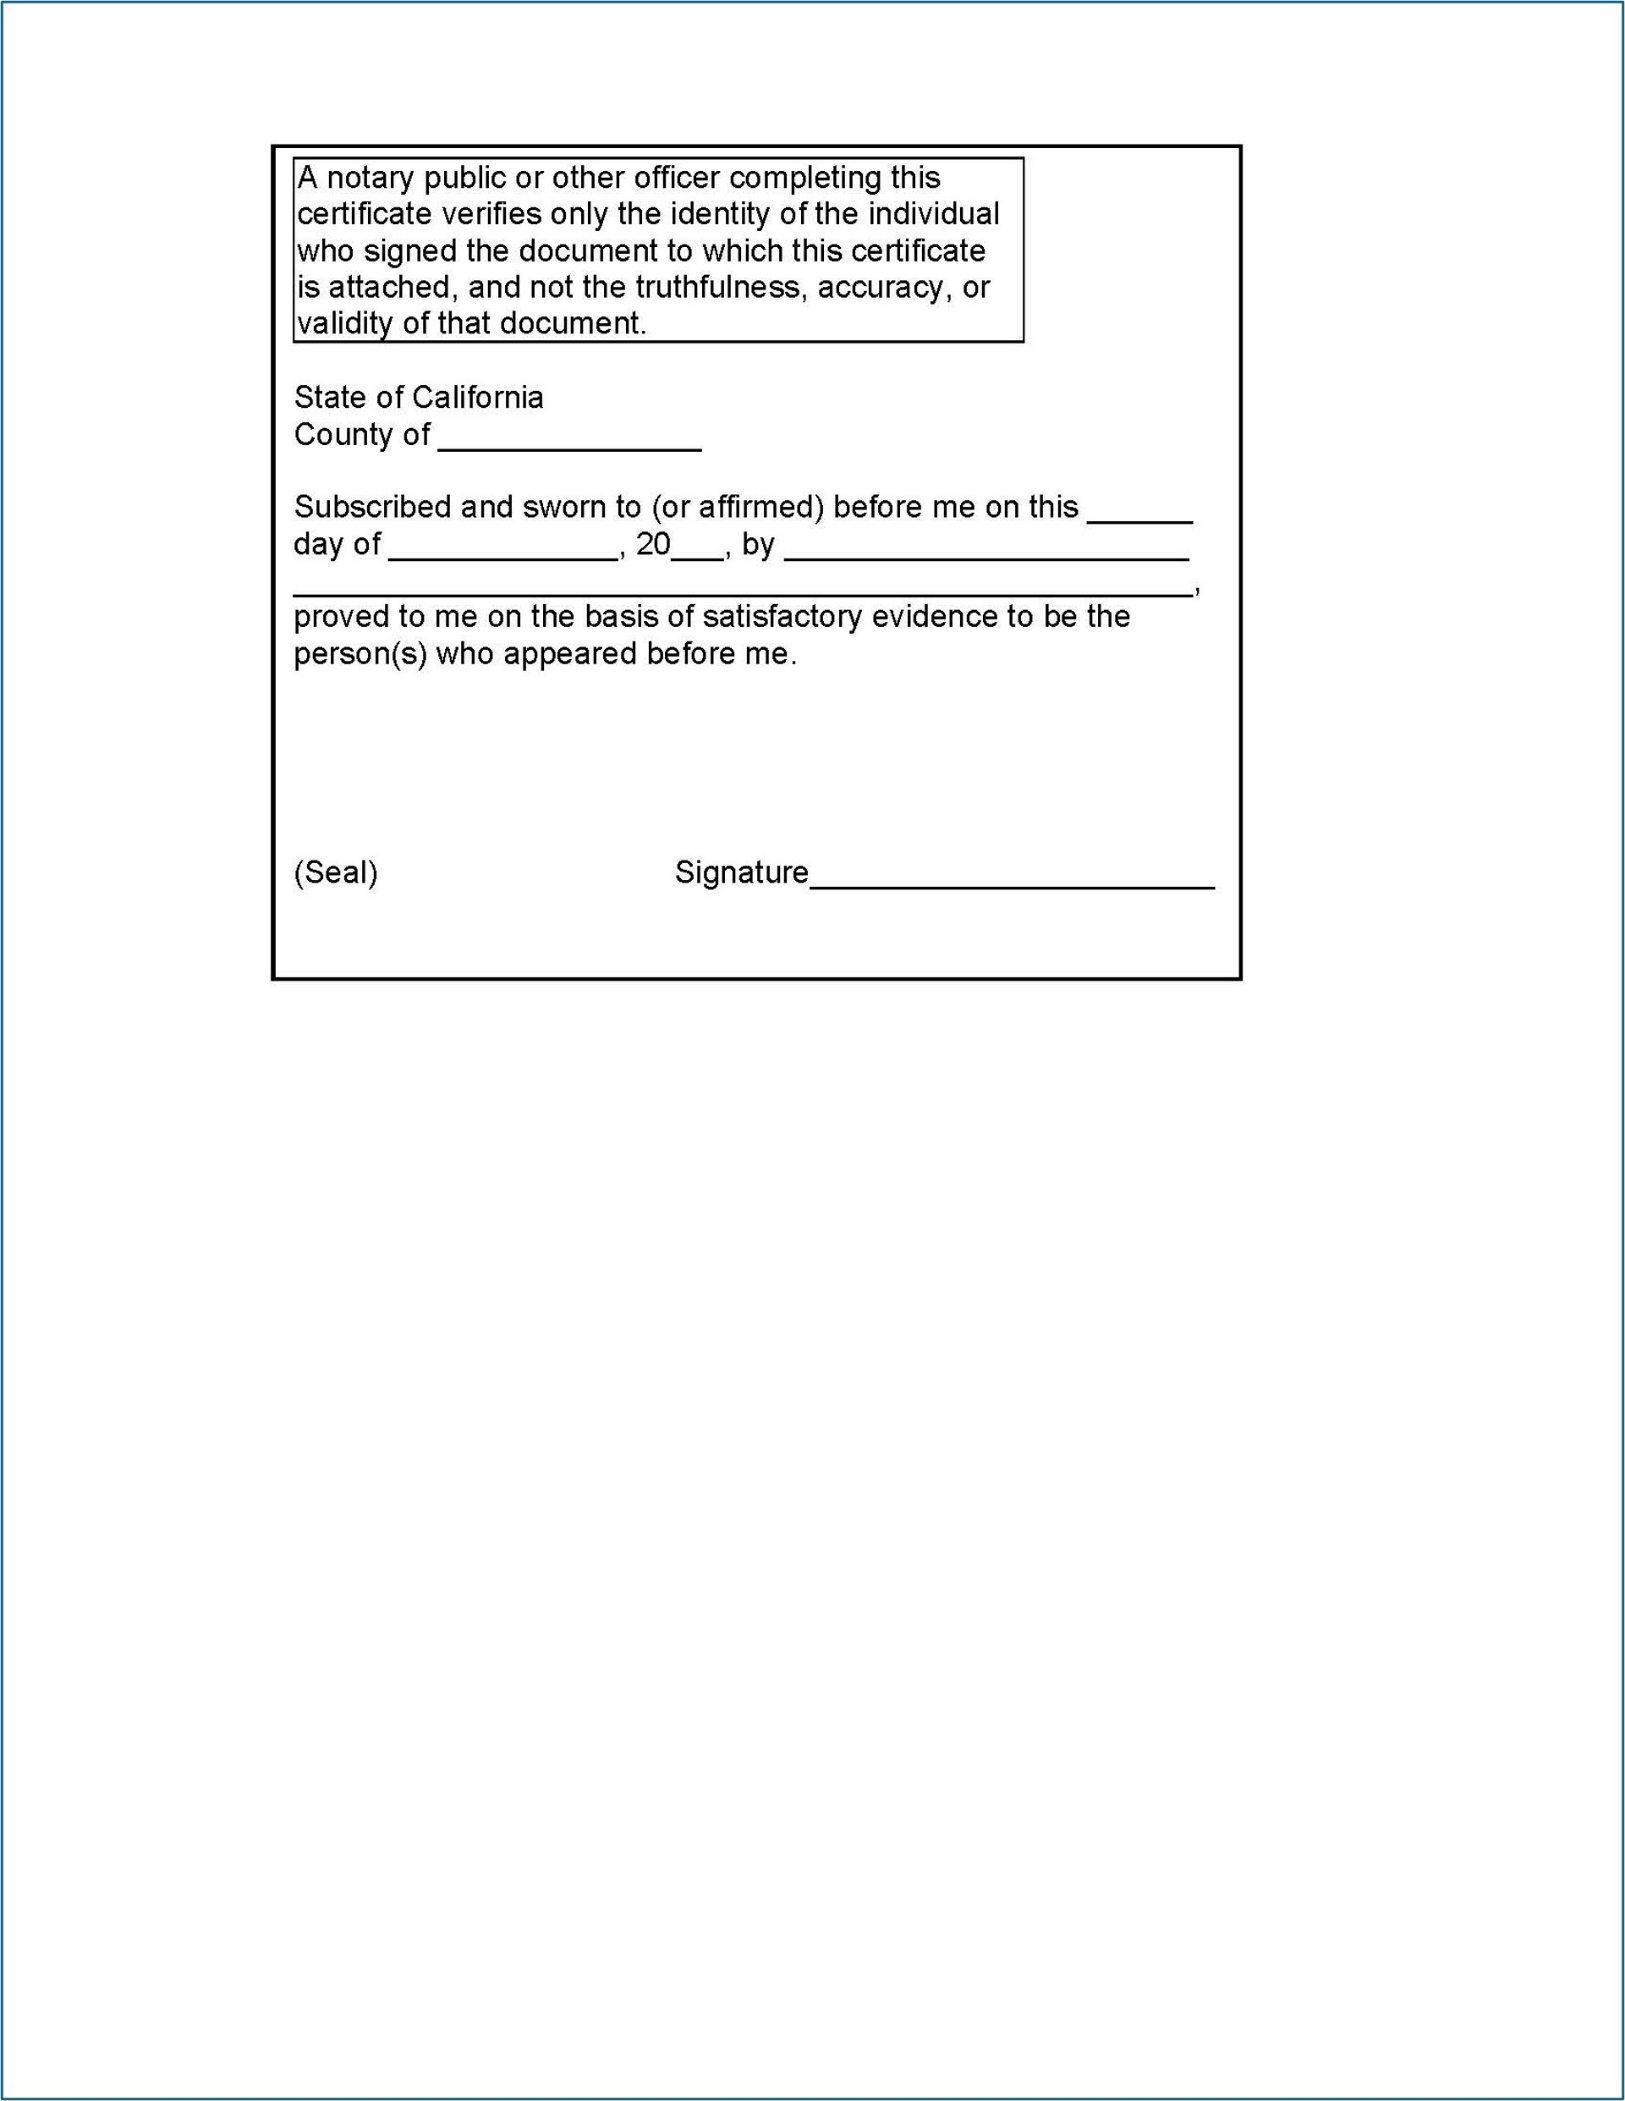 A notary public or other officer completing this
certificate verifies only the identity of the individual
who signed the document to which this certificate
is attached, and not the truthfulness, accuracy, or
validity of that document.
State of California
County of _______________
Subscribed and sworn to (or affirmed) before me on this ______
day of _____________, 20___, by _______________________
___________________________________________________,
proved to me on the basis of satisfactory evidence to be the
person(s) who appeared before me.
(Seal) Signature_______________________